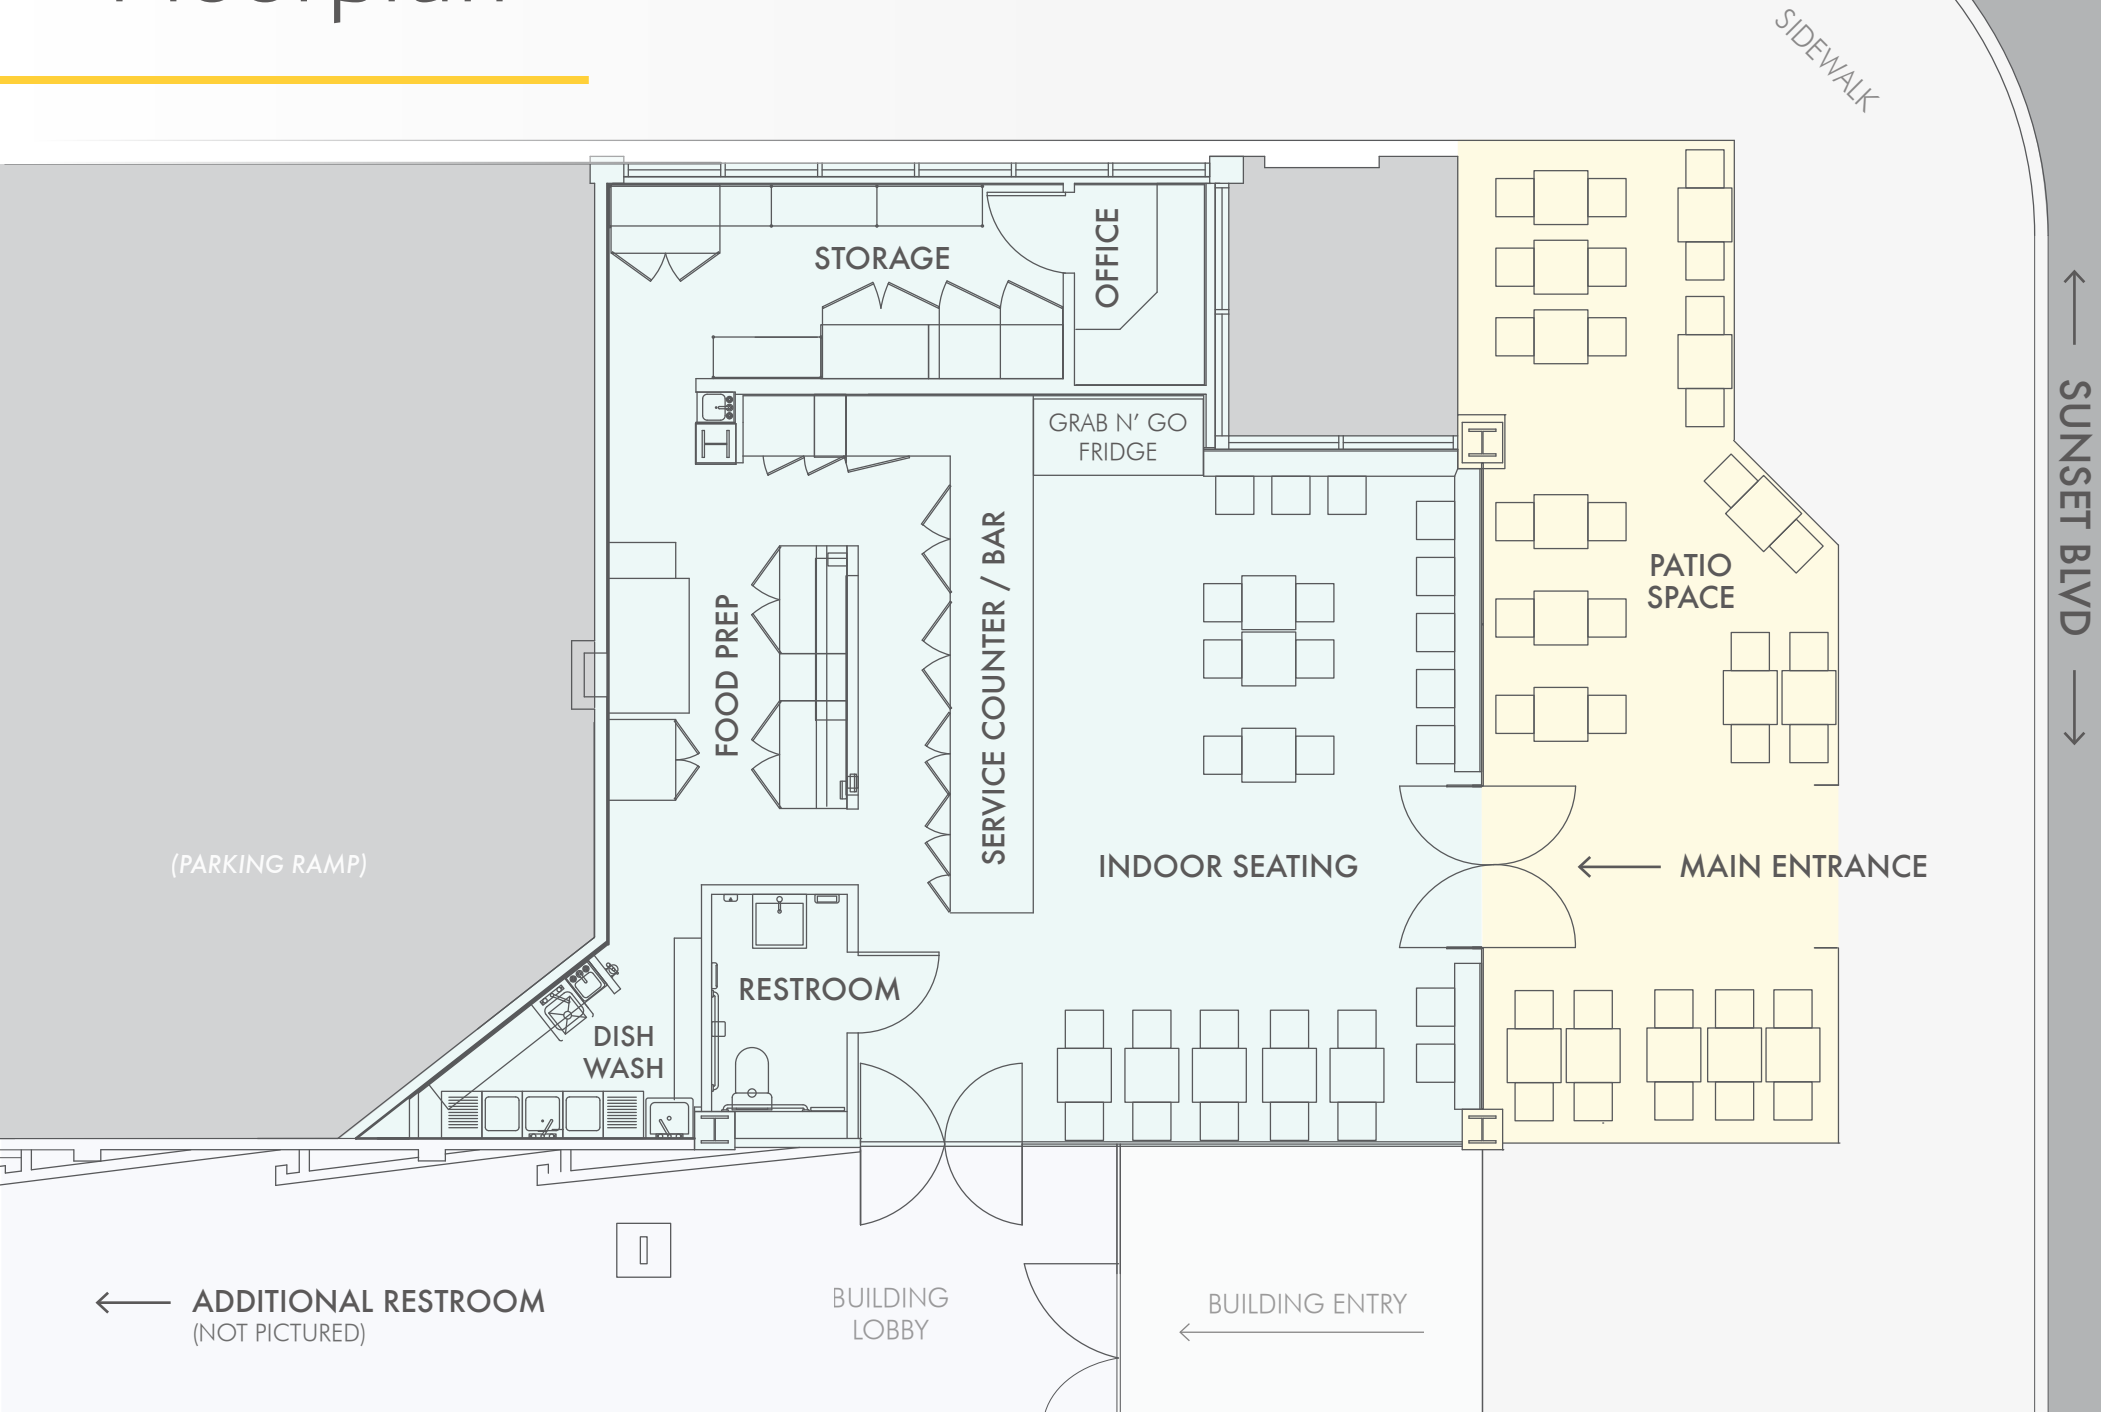 Floorplan
SIDEWALK
STORAGE
OFFICE
GRAB N' GO
FRIDGE
SERVICE COUNTER / BAR
FOOD PREP
PATIO
SPACE
SUNSET BLVD
(PARKING RAMP)
INDOOR SEATING
MAIN ENTRANCE
RESTROOM
DISH
WASH
ADDITIONAL RESTROOM
(NOT PICTURED)
BUILDING
LOBBY
BUILDING ENTRY